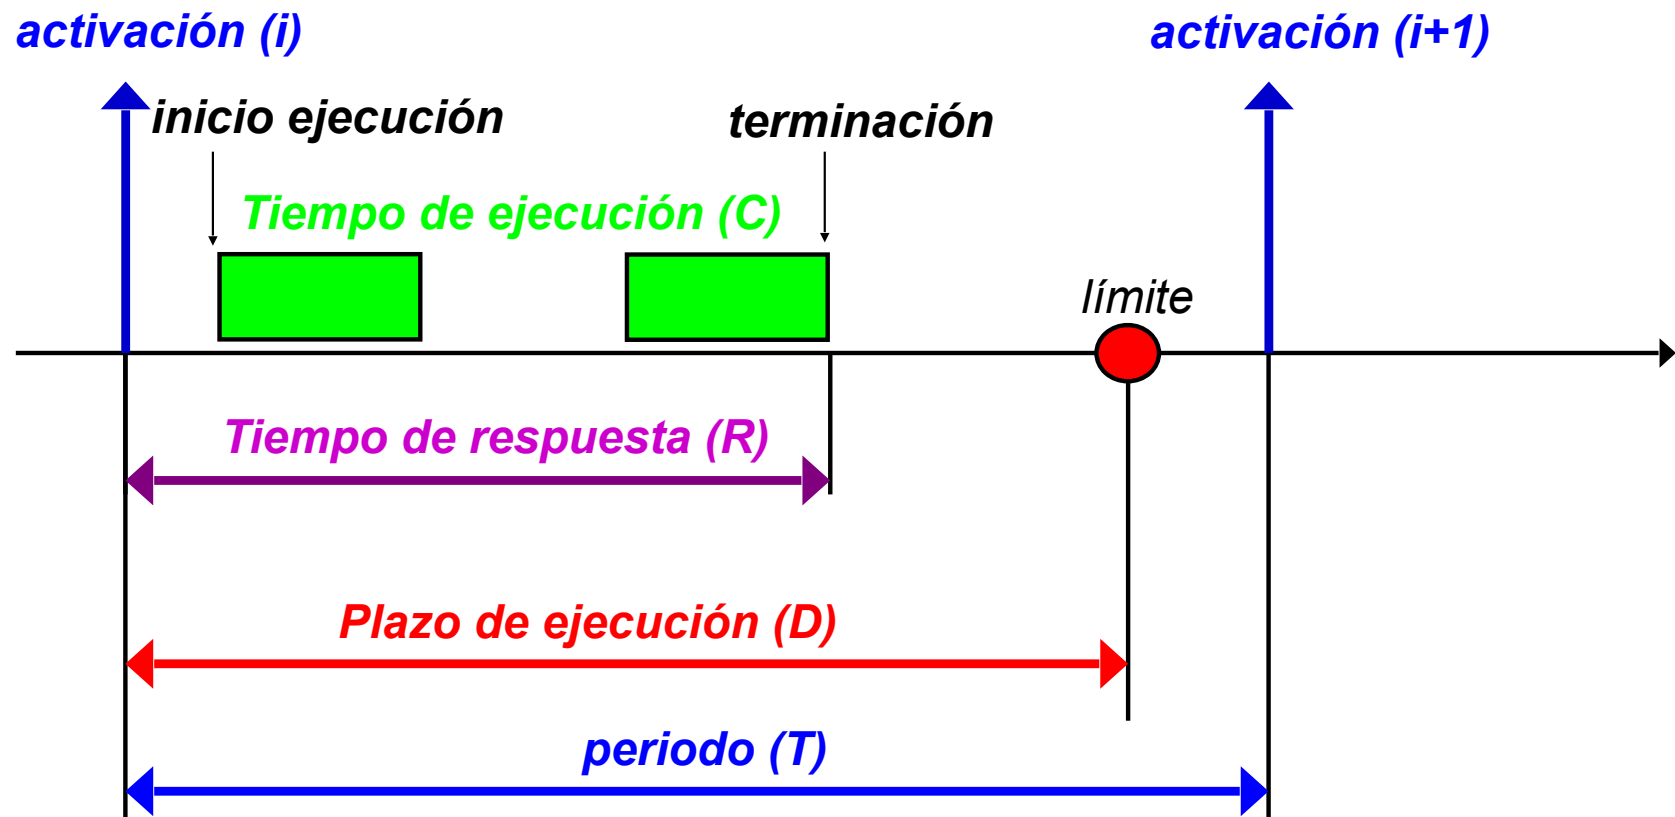 activación (i)
activación (i+1)
inicio ejecución
terminación
Tiempo de ejecución (C)
límite
Tiempo de respuesta (R)
Plazo de ejecución (D)
periodo (T)